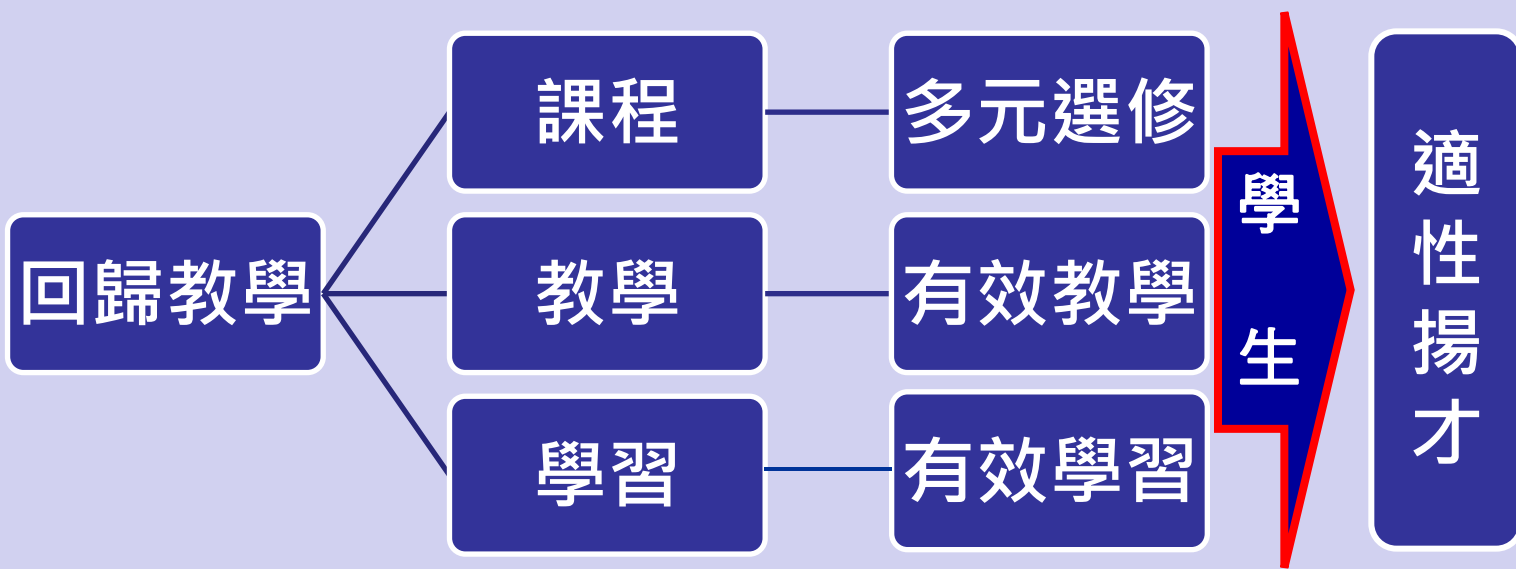 回歸教學
課程
多元選修
教學
有效教學
學習
有效學習
學生
適性揚才